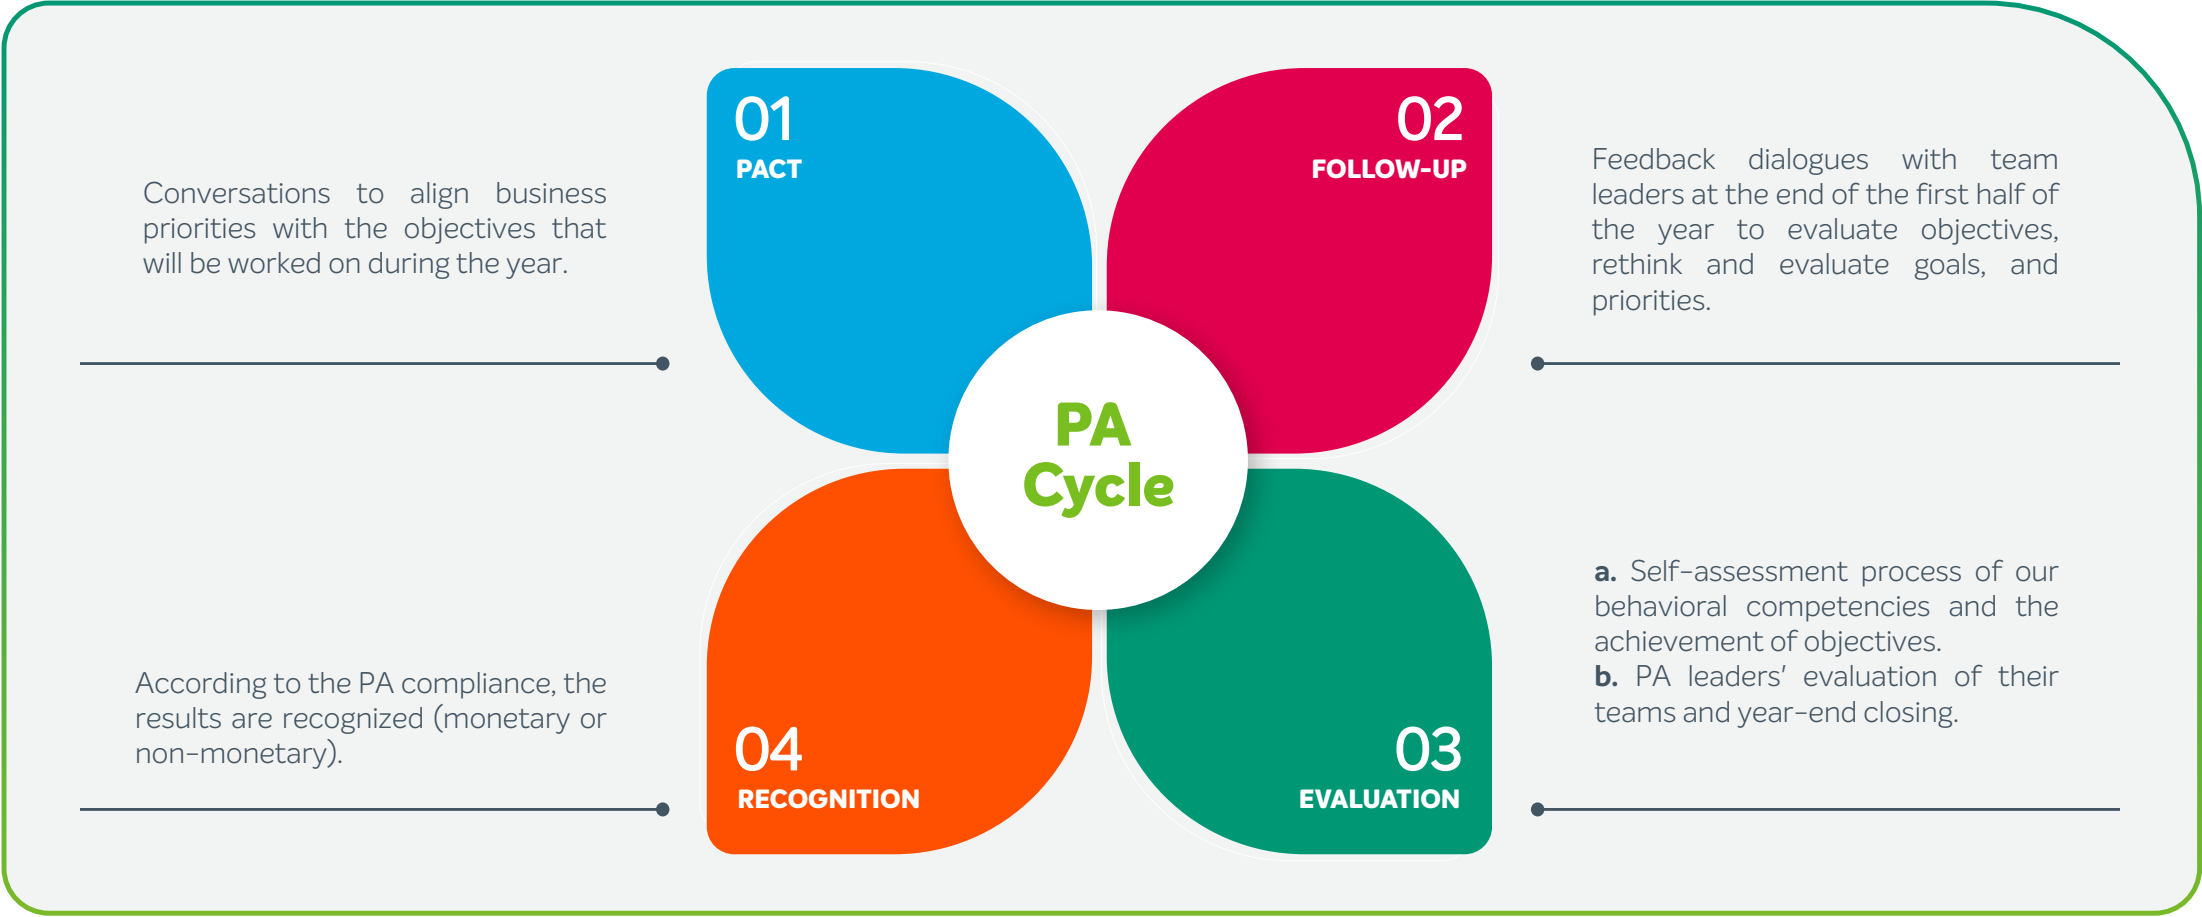 01
PACT
Conversations to align business
priorities with the objectives that
will be worked on during the year.
02
FOLLOW-UP
Feedback dialogues with team
leaders at the end of the first half of
the year to evaluate objectives,
rethink and evaluate goals, and
priorities.
PA
Cycle
03
EVALUATION
a. Self-assessment process of our
behavioral competencies and the
achievement of objectives.
b. PA leaders' evaluation of their
teams and year-end closing.
04
RECOGNITION
According to the PA compliance, the
results are recognized (monetary or
non-monetary).